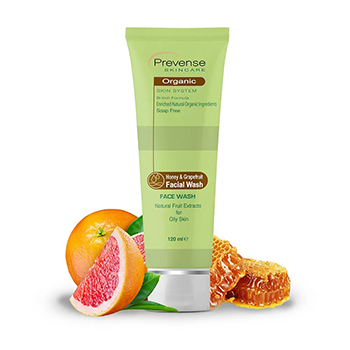 Prevense
SKINCARE
Organic
SKIN SYSTEM
Enriched Natural Organic Ingredients
Soap Free
Honey & Grapefruit
Facial Wash
FACE WASH
Natural Fruit Extracts
for
Oily Skin
120 ml e